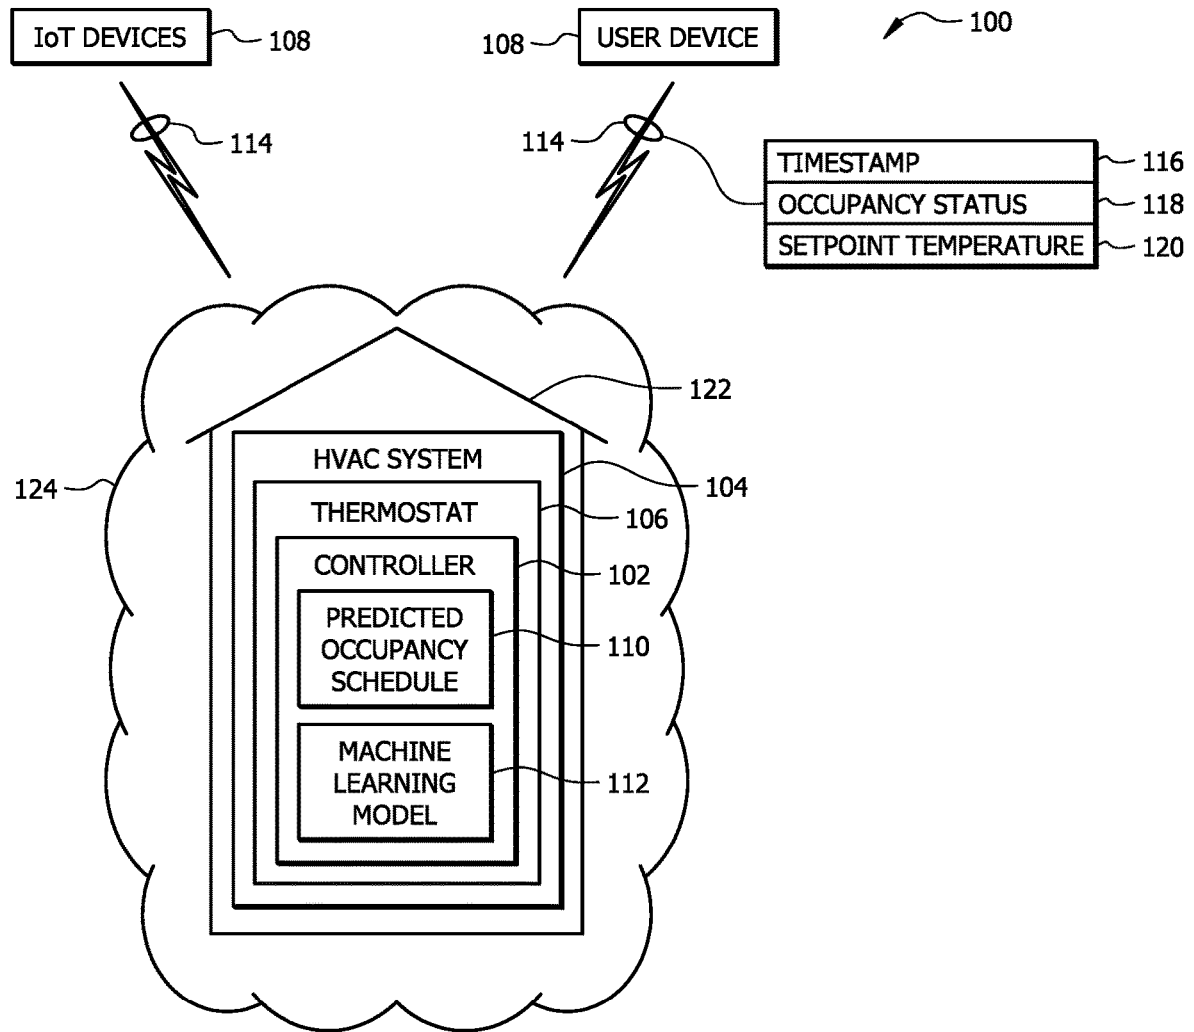 IoT DEVICES
108
108
USER DEVICE
100
114
114
TIMESTAMP
116
OCCUPANCY STATUS
118
SETPOINT TEMPERATURE
120
122
HVAC SYSTEM
104
124
THERMOSTAT
106
CONTROLLER
102
PREDICTED
OCCUPANCY
SCHEDULE
110
MACHINE
LEARNING
MODEL
112